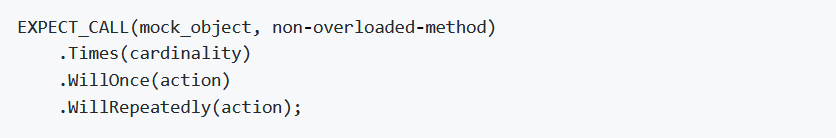 EXPECT_CALL(mock_object, non-overloaded-method)
    .Times(cardinality)
    .WillOnce(action)
    .WillRepeatedly(action);